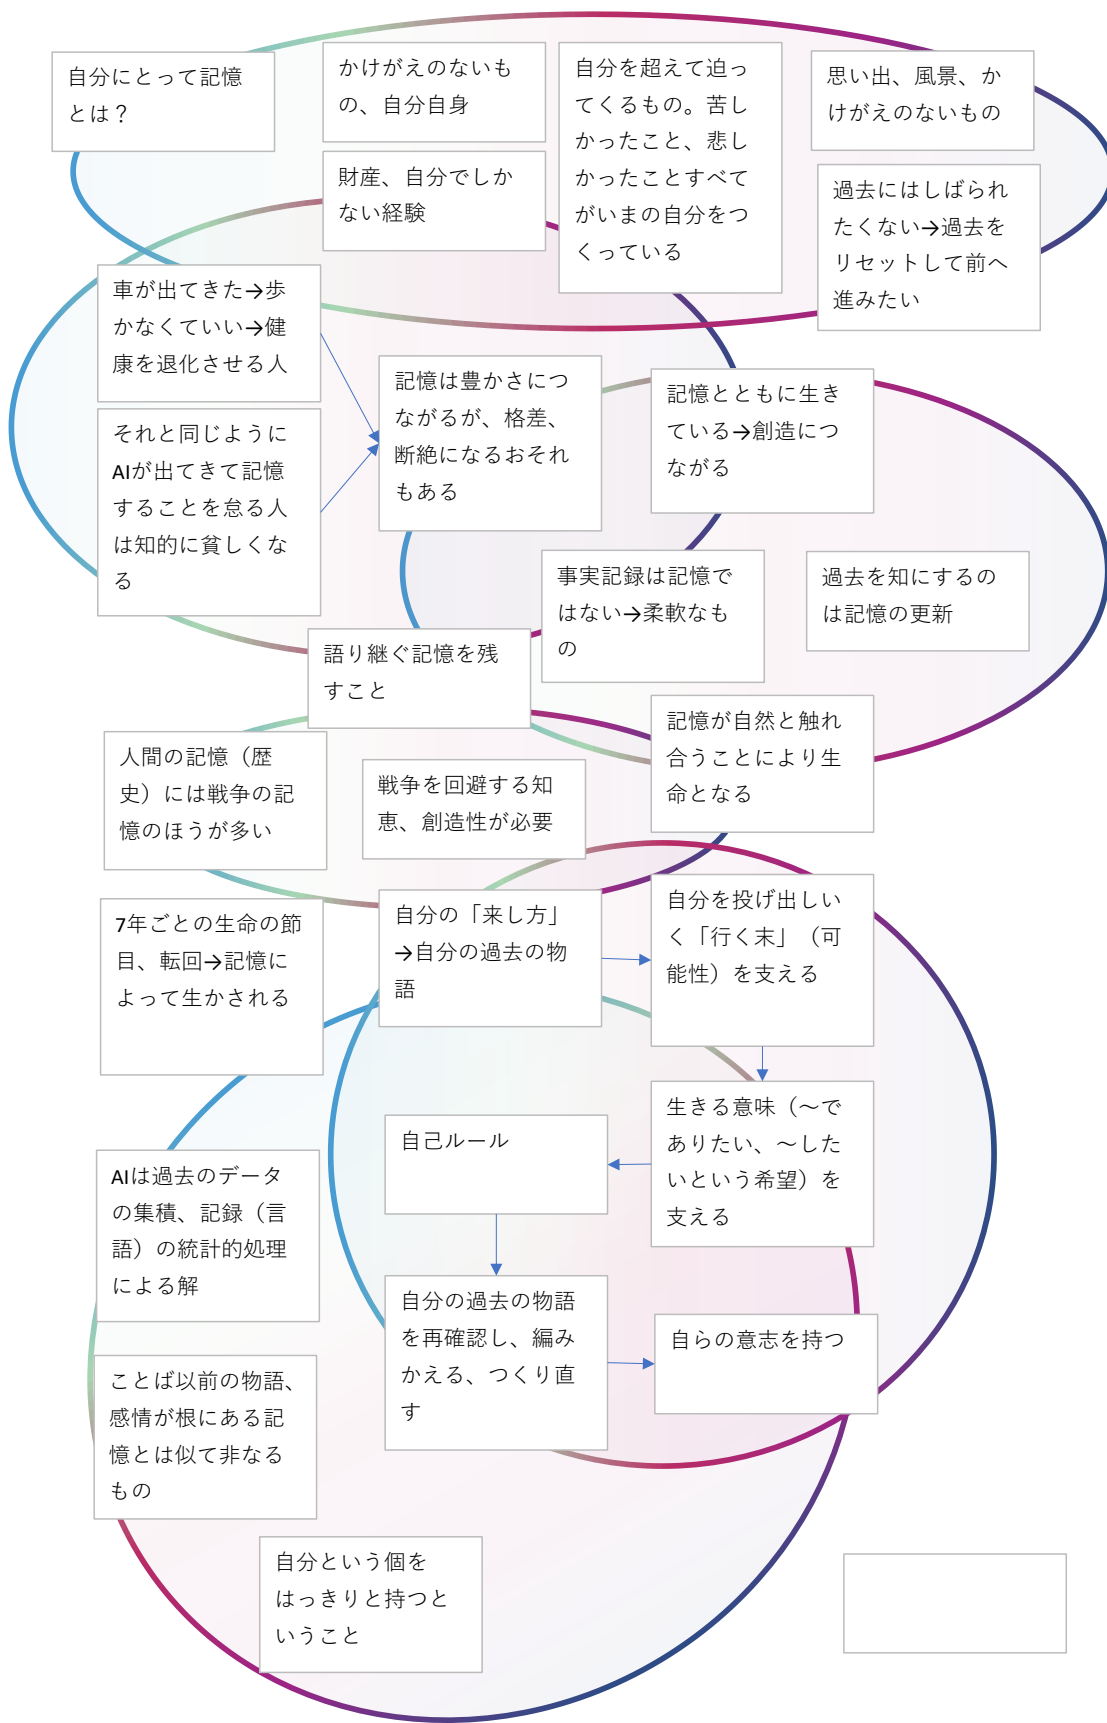 自分にとって記憶
とは？
かけがえのないも
の、自分自身
財産、自分でしか
ない経験
自分を超えて迫っ
てくるもの。苦し
かったこと、悲し
かったことすべて
がいまの自分をつ
くっている
思い出、風景、か
けがえのないもの
過去にはしばられ
たくない→過去を
リセットして前へ
進みたい
車が出てきた→歩
かなくていい→健
康を退化させる人
それと同じように
AIが出てきて記憶
することを怠る人
は知的に貧しくな
る
記憶は豊かさにつ
ながるが、格差、
断絶になるおそれ
もある
記憶とともに生き
ている→創造につ
ながる
事実記録は記憶で
はない→柔軟なも
の
過去を知にするの
は記憶の更新
語り継ぐ記憶を残
すこと
記憶が自然と触れ
合うことにより生
命となる
人間の記憶（歴
史）には戦争の記
憶のほうが多い
戦争を回避する知
恵、創造性が必要
7年ごとの生命の節
目、転回→記憶に
よって生かされる
自分の「来し方」
→自分の過去の物
語
自分を投げ出しい
く「行く末」（可
能性）を支える
生きる意味（～で
ありたい、～した
いという希望）を
支える
自己ルール
自分の過去の物語
を再確認し、編み
かえる、つくり直
す
自らの意志を持つ
AIは過去のデータ
の集積、記録（言
語）の統計的処理
による解
ことば以前の物語、
感情が根にある記
憶とは似て非なる
もの
自分という個を
はっきりと持つと
いうこと